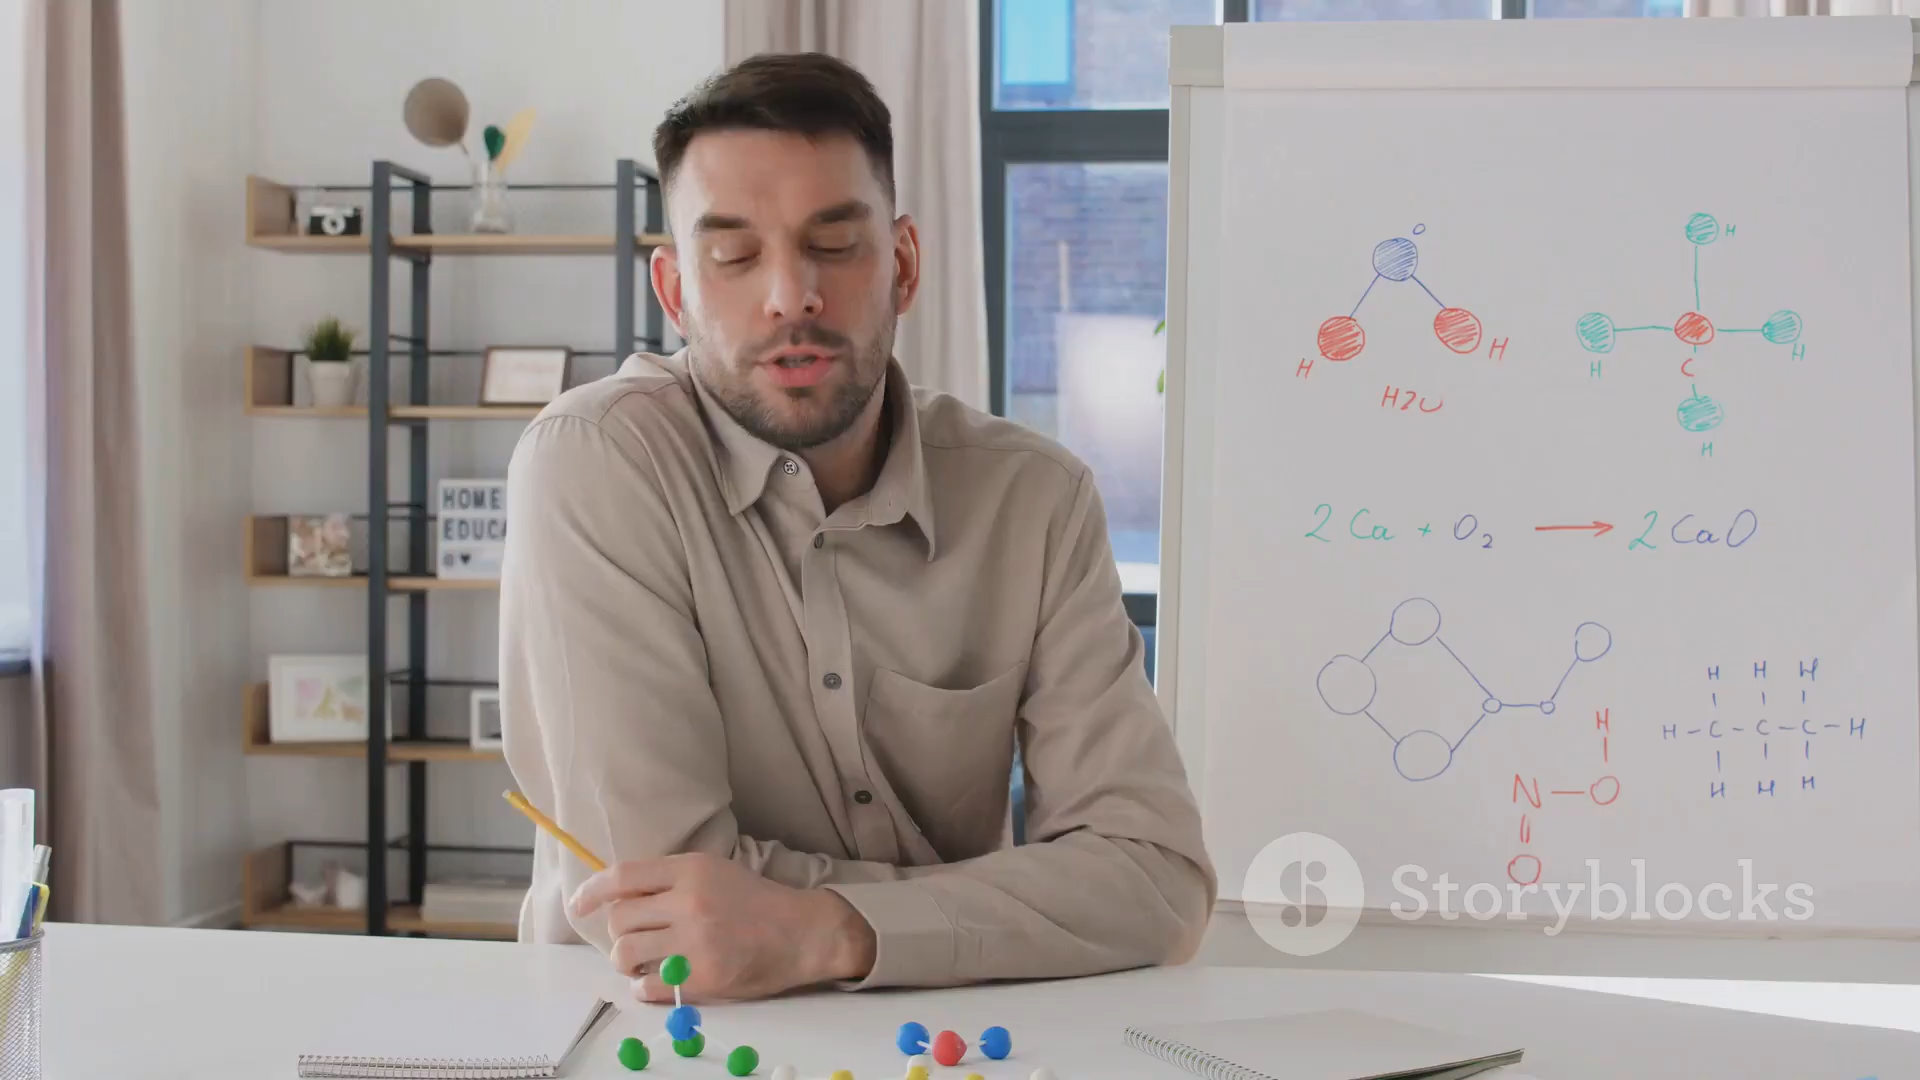 HOME
EDUCA
@♥
O
H H
H2O
H
H H
C
H
2 Ca + O₂ → 2 CaO
H H H
H-C-C-C-H
H H H
H
N-O
O
Storyblocks